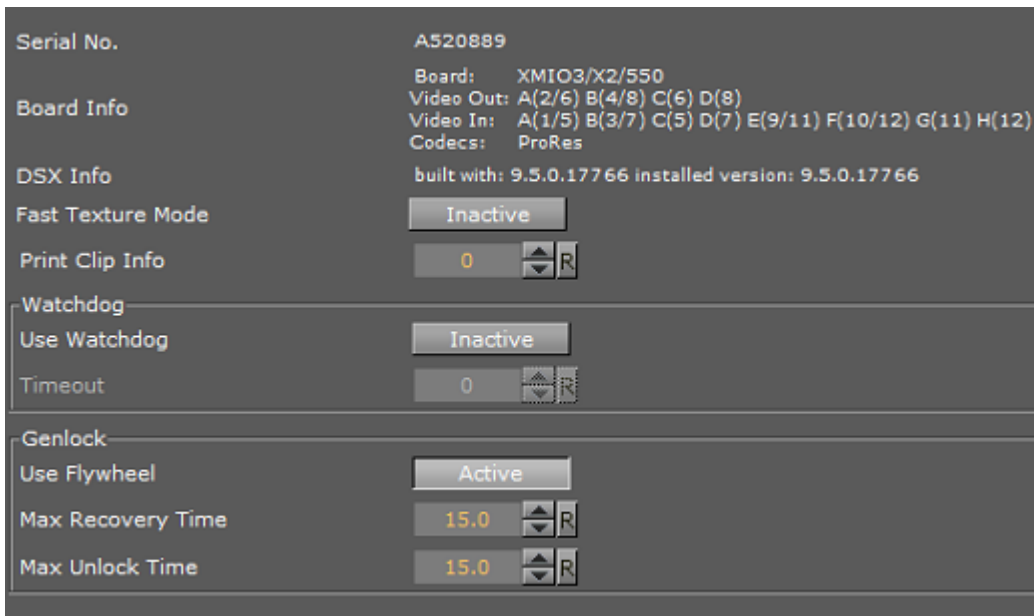 Serial No. A520889
Board Info
Board: XMIO3/X2/550
Video Out: A(2/6) B(4/8) C(6) D(8)
Video In: A(1/5) B(3/7) C(5) D(7) E(9/11) F(10/12) G(11) H(12)
Codecs: ProRes
DSX Info built with: 9.5.0.17766 installed version: 9.5.0.17766
Fast Texture Mode Inactive
Print Clip Info 0 R
Watchdog
Use Watchdog Inactive
Timeout 0 R
Genlock
Use Flywheel Active
Max Recovery Time 15.0 R
Max Unlock Time 15.0 R